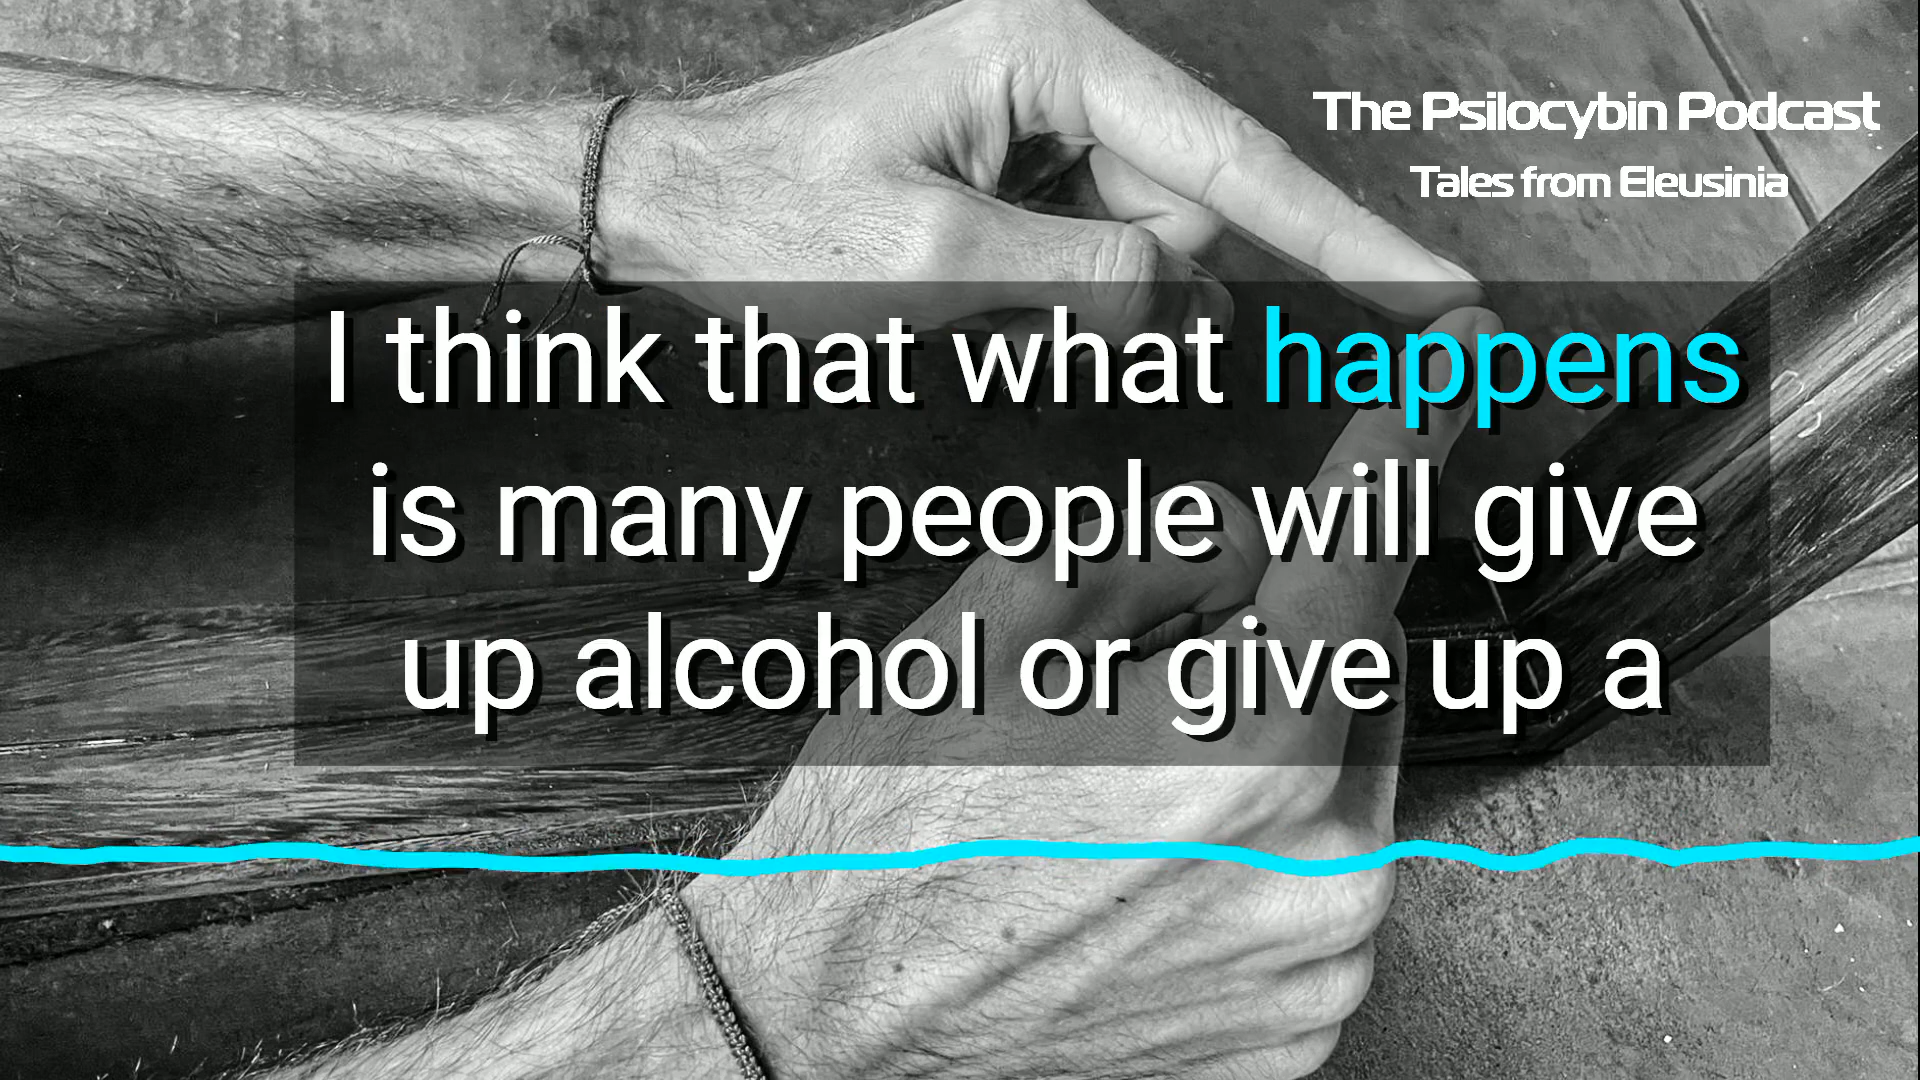 The Psilocybin Podcast
Tales from Eleusinia
I think that what happens
is many people will give
up alcohol or give up a